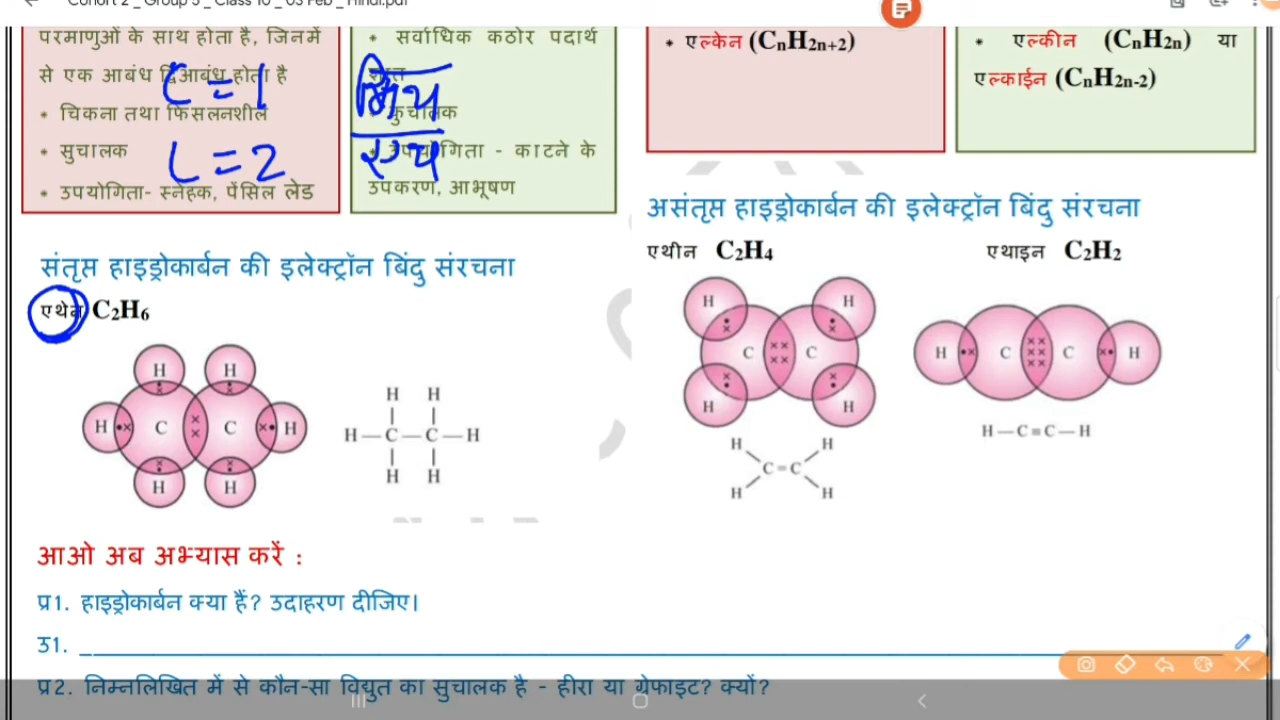 Cohort 2 _ Group 5 _ Class 10 _ 03 Feb _ Hindi.pdf
परमाणुओं के साथ होता है, जिनमें
से एक आबंध द्विआबंध होता है
• चिकना तथा फिसलनशील
• सुचालक
• उपयोगिता- स्नेहक, पेंसिल लेड
C = 1
C = 2
• सर्वाधिक कठोर पदार्थ
• कुचालक
• उपयोगिता - काटने के
उपकरण, आभूषण
मिथ
एथ
• एल्केन (CnH2n+2)
• एल्कीन (CnH2n) या
एल्काईन (CnH2n-2)
संतृप्त हाइड्रोकार्बन की इलेक्ट्रॉन बिंदु संरचना
एथेन C2H6
H H
H C C H
H H
H H
H—C—C—H
H H
असंतृप्त हाइड्रोकार्बन की इलेक्ट्रॉन बिंदु संरचना
एथीन C2H4
एथाइन C2H2
H H
C C
H H
H H
C=C
H H
H C C H
H—C≡C—H
आओ अब अभ्यास करें :
प्र1. हाइड्रोकार्बन क्या हैं? उदाहरण दीजिए।
उ1.
प्र2. निम्नलिखित में से कौन-सा विद्युत का सुचालक है - हीरा या ग्रेफाइट? क्यों?